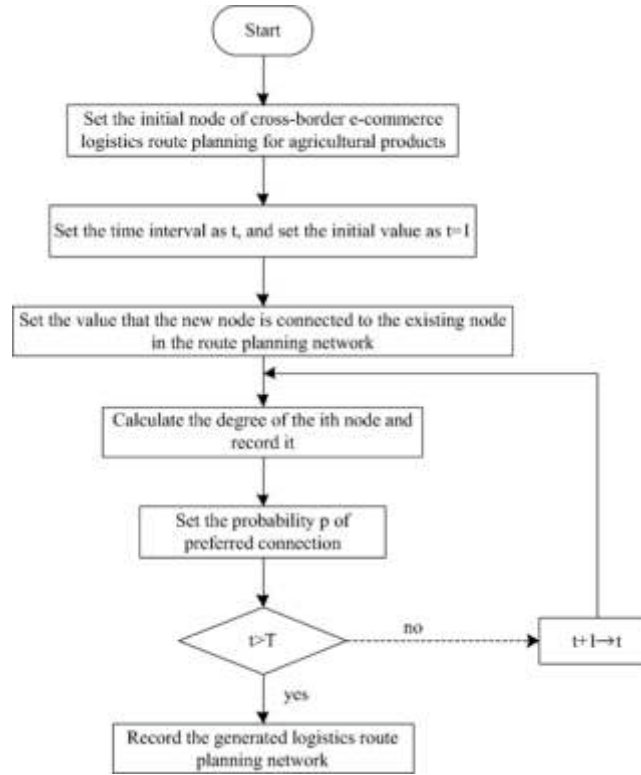 Start
Set the initial node of cross-border e-commerce
logistics route planning for agricultural products
Set the time interval as t, and set the initial value as t=1
Set the value that the new node is connected to the existing node
in the route planning network
Calculate the degree of the ith node and
record it
Set the probability p of
preferred connection
t>T
no
t+1→t
yes
Record the generated logistics route
planning network